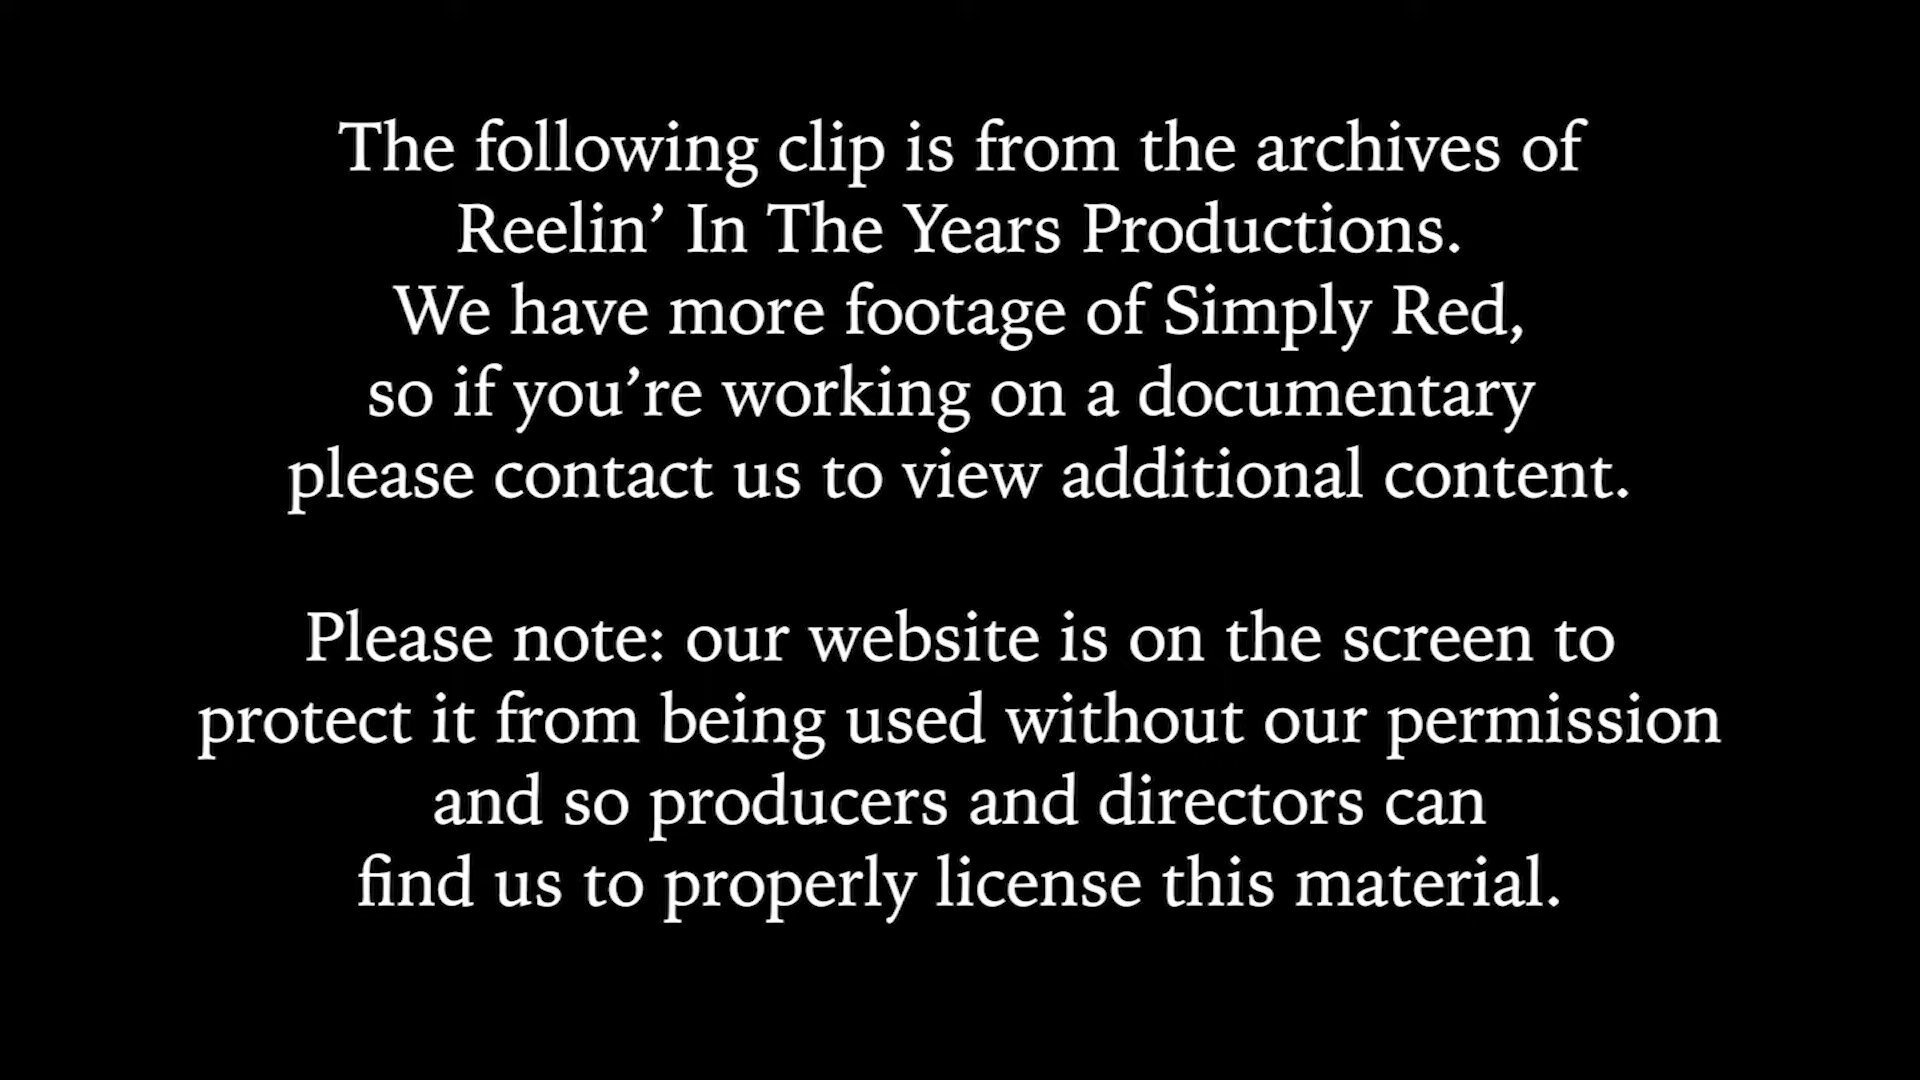 The following clip is from the archives of
Reelin’ In The Years Productions.
We have more footage of Simply Red,
so if you’re working on a documentary
please contact us to view additional content.
Please note: our website is on the screen to
protect it from being used without our permission
and so producers and directors can
find us to properly license this material.